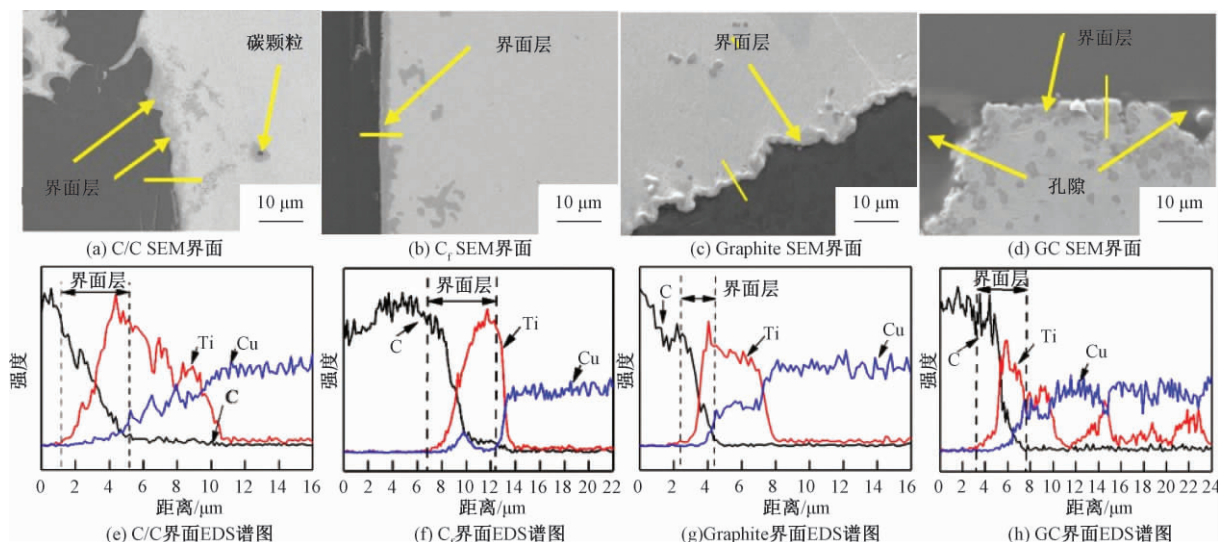 碳颗粒
界面层
10 μm
(a) C/C SEM界面
界面层
10 μm
(b) Cf SEM界面
界面层
10 μm
(c) Graphite SEM界面
界面层
孔隙
10 μm
(d) GC SEM界面
强度
界面层
Ti
Cu
C
0 2 4 6 8 10 12 14 16
距离/μm
(e) C/C界面EDS谱图
强度
界面层
C
Ti
Cu
0 2 4 6 8 10 12 14 16 18 20 22
距离/μm
(f) Cf界面EDS谱图
强度
C
界面层
Ti
Cu
0 2 4 6 8 10 12 14 16
距离/μm
(g)Graphite界面EDS谱图
强度
界面层
C
Ti
Cu
0 2 4 6 8 10 12 14 16 18 20 22 24
距离/μm
(h) GC界面EDS谱图